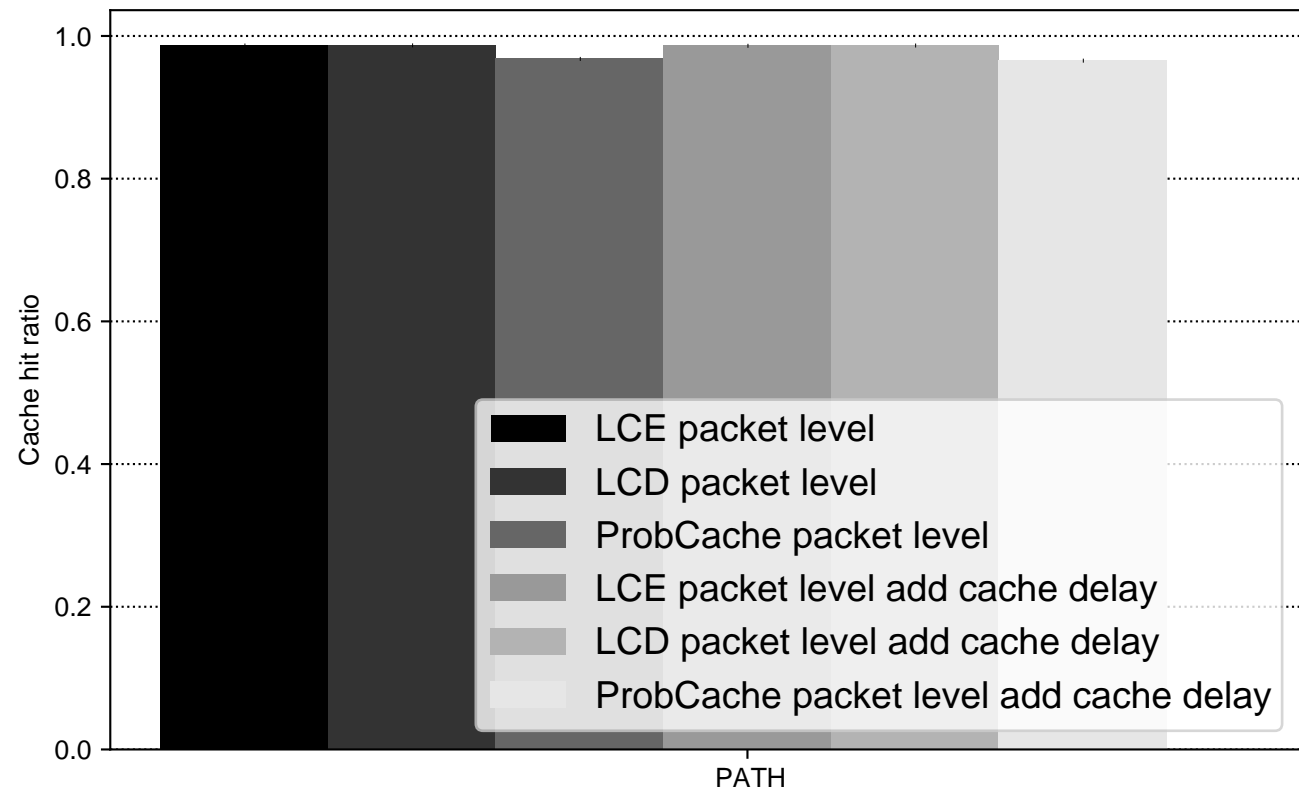 1.0
0.8
0.6
0.4
0.2
0.0
Cache hit ratio
LCE packet level
LCD packet level
ProbCache packet level
LCE packet level add cache delay
LCD packet level add cache delay
ProbCache packet level add cache delay
PATH